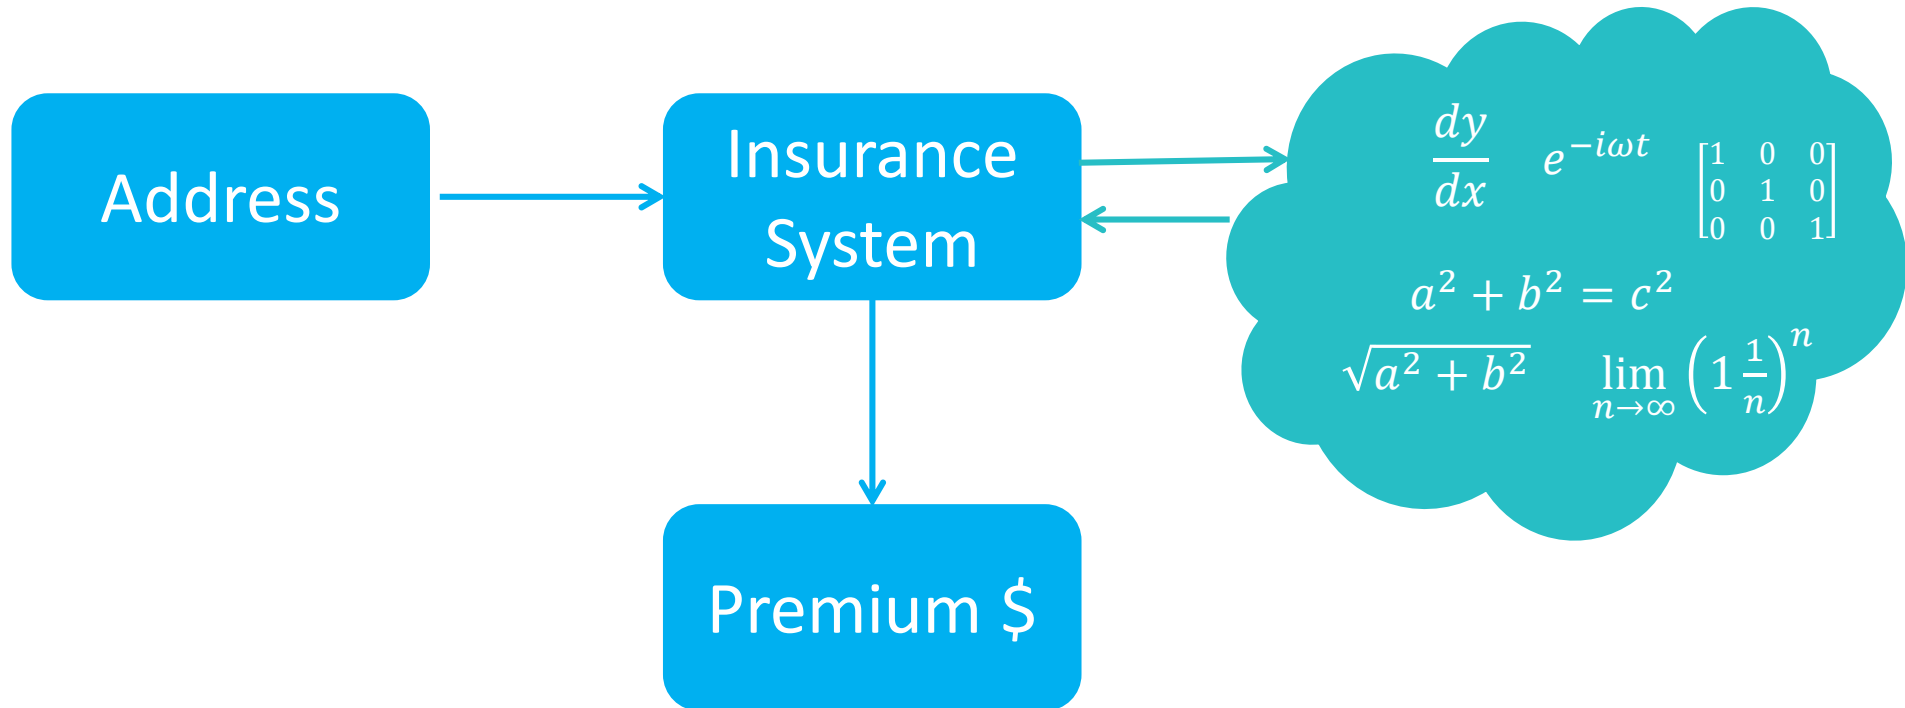 Address
Insurance
System
Premium $
dy/dx e^{-iωt} [1 0 0
0 1 0
0 0 1]
a² + b² = c²
√(a² + b²) lim n→∞ (1 1/n)^n